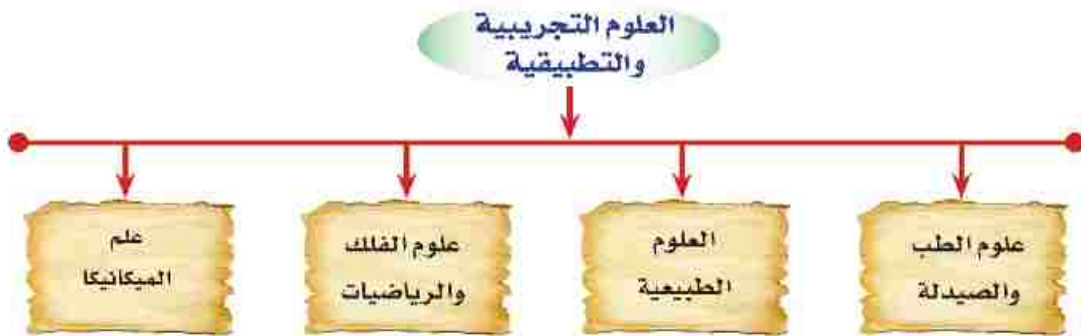 العلوم التجريبية
والتطبيقية
علوم الطب
والصيدلة
العلوم
الطبيعية
علوم الفلك
والرياضيات
علم
الميكانيكا